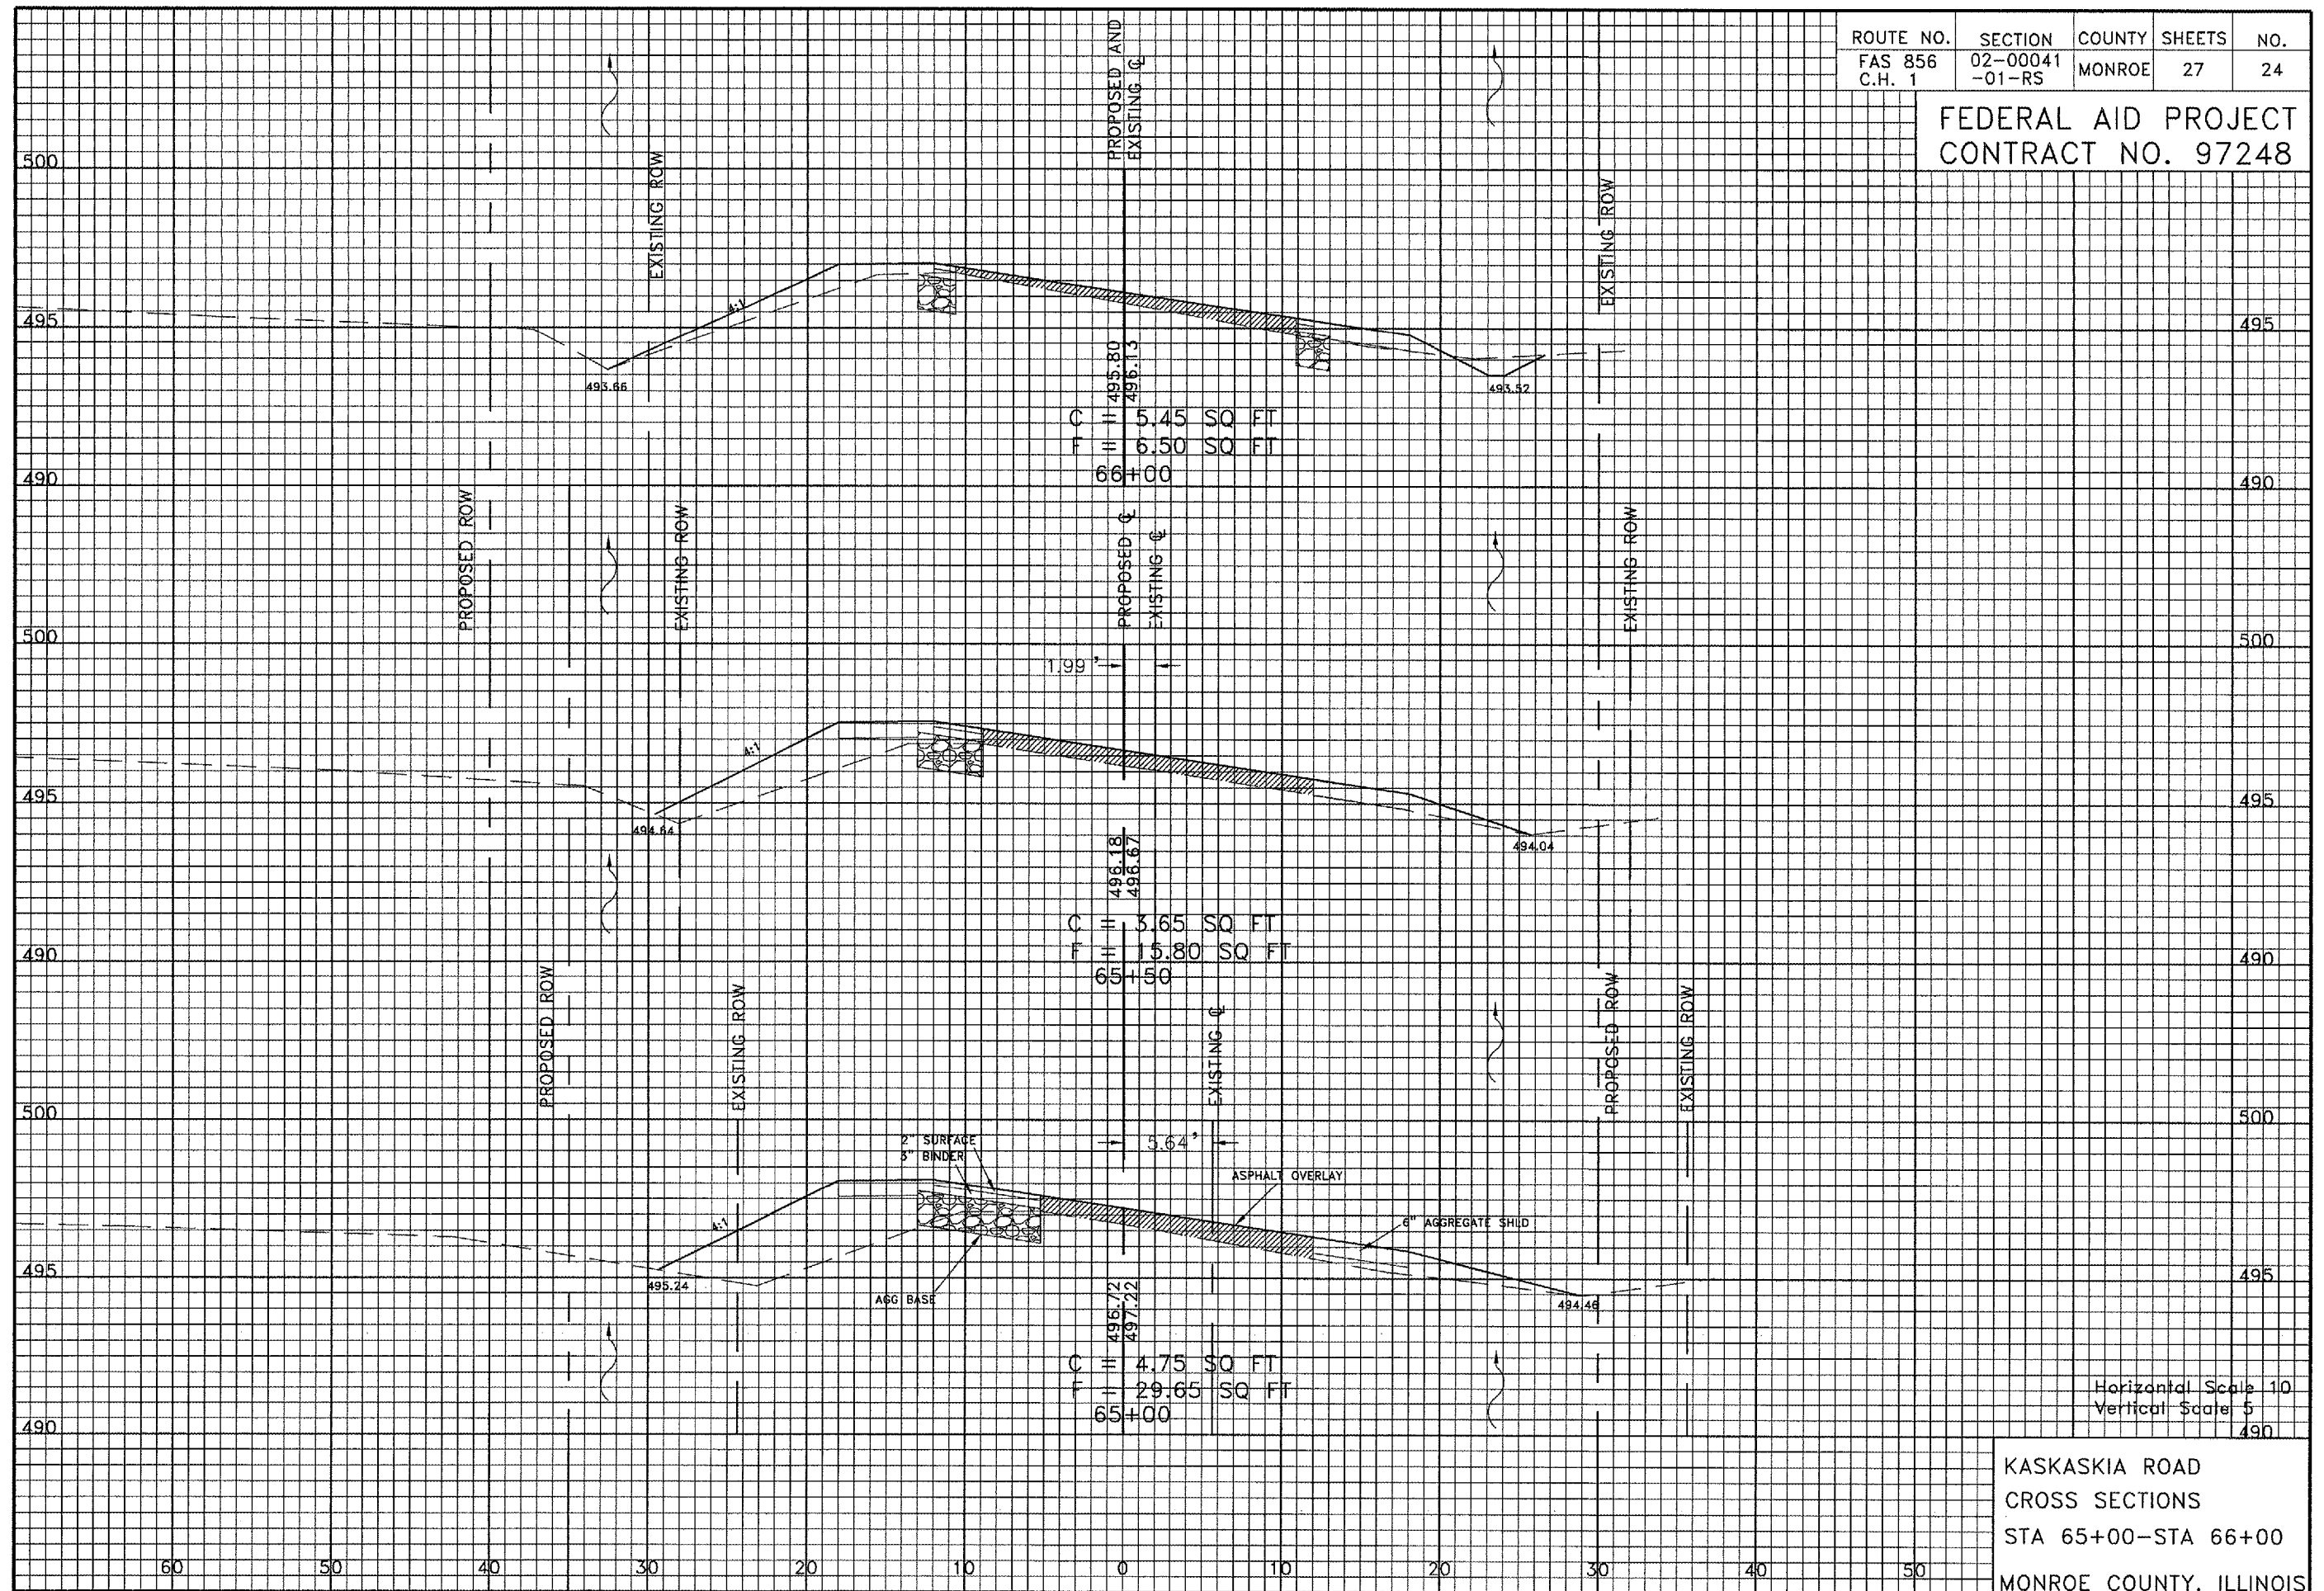 ROUTE NO. SECTION COUNTY SHEETS NO.
FAS 856 02-00041 MONROE 27 24
C.H. 1 -01-RS
FEDERAL AID PROJECT
CONTRACT NO. 97248
PROPOSED AND
EXISTING ℄
EXISTING ROW
EXISTING ROW
500
495
495
4:1
493.66
493.52
495.80
496.13
C = 5.45 SQ FT
F = 6.50 SQ FT
66+00
490
490
PROPOSED ROW
EXISTING ROW
PROPOSED ℄
EXISTING ℄
EXISTING ROW
500
500
1.99'
4:1
495
495
494.64
494.04
496.18
496.67
C = 3.65 SQ FT
F = 15.80 SQ FT
65+50
490
490
PROPOSED ROW
EXISTING ROW
EXISTING ℄
PROPOSED ROW
EXISTING ROW
500
500
2" SURFACE
3" BINDER
5.64'
ASPHALT OVERLAY
4:1
6" AGGREGATE SHLD
495
495
495.24
AGG BASE
494.46
496.72
497.22
C = 4.75 SQ FT
F = 29.65 SQ FT
65+00
Horizontal Scale 10
Vertical Scale 5
490
490
KASKASKIA ROAD
CROSS SECTIONS
STA 65+00-STA 66+00
MONROE COUNTY, ILLINOIS
60 50 40 30 20 10 0 10 20 30 40 50